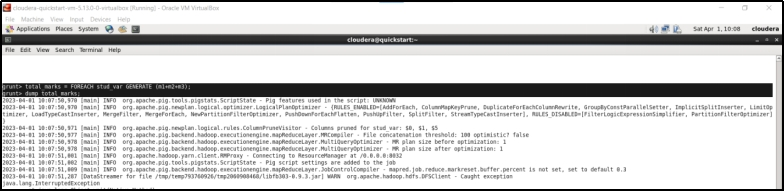 cloudera-quickstart-vm-5.13.0-0-virtualbox [Running] - Oracle VM VirtualBox
File Machine View Input Devices Help
Applications Places System Sat Apr 1, 10:08 cloudera
cloudera@quickstart:~
File Edit View Search Terminal Help
grunt> total_marks = FOREACH stud_var GENERATE (m1+m2+m3);
grunt> dump total_marks;
2023-04-01 10:07:50,970 [main] INFO org.apache.pig.tools.pigstats.ScriptState - Pig features used in the script: UNKNOWN
2023-04-01 10:07:50,970 [main] INFO org.apache.pig.newplan.logical.optimizer.LogicalPlanOptimizer - {RULES_ENABLED=[AddForEach, ColumnMapKeyPrune, DuplicateForEachColumnRewrite, GroupByConstParallelSetter, ImplicitSplitInserter, LimitOp
timizer, LoadTypeCastInserter, MergeFilter, MergeForEach, NewPartitionFilterOptimizer, PushDownForEachFlatten, PushUpFilter, SplitFilter, StreamTypeCastInserter], RULES_DISABLED=[FilterLogicExpressionSimplifier, PartitionFilterOptimizer]
}
2023-04-01 10:07:50,971 [main] INFO org.apache.pig.newplan.logical.rules.ColumnPruneVisitor - Columns pruned for stud_var: $0, $1, $5
2023-04-01 10:07:50,977 [main] INFO org.apache.pig.backend.hadoop.executionengine.mapReduceLayer.MRCompiler - File concatenation threshold: 100 optimistic? false
2023-04-01 10:07:50,978 [main] INFO org.apache.pig.backend.hadoop.executionengine.mapReduceLayer.MultiQueryOptimizer - MR plan size before optimization: 1
2023-04-01 10:07:50,978 [main] INFO org.apache.pig.backend.hadoop.executionengine.mapReduceLayer.MultiQueryOptimizer - MR plan size after optimization: 1
2023-04-01 10:07:51,001 [main] INFO org.apache.hadoop.yarn.client.RMProxy - Connecting to ResourceManager at /0.0.0.0:8032
2023-04-01 10:07:51,002 [main] INFO org.apache.pig.tools.pigstats.ScriptState - Pig script settings are added to the job
2023-04-01 10:07:51,009 [main] INFO org.apache.pig.backend.hadoop.executionengine.mapReduceLayer.JobControlCompiler - mapred.job.reduce.markreset.buffer.percent is not set, set to default 0.3
2023-04-01 10:07:51,287 [DataStreamer for file /tmp/temp793760926/tmp2060908460/libfb303-0.9.3.jar] WARN org.apache.hadoop.hdfs.DFSClient - Caught exception
java.lang.InterruptedException